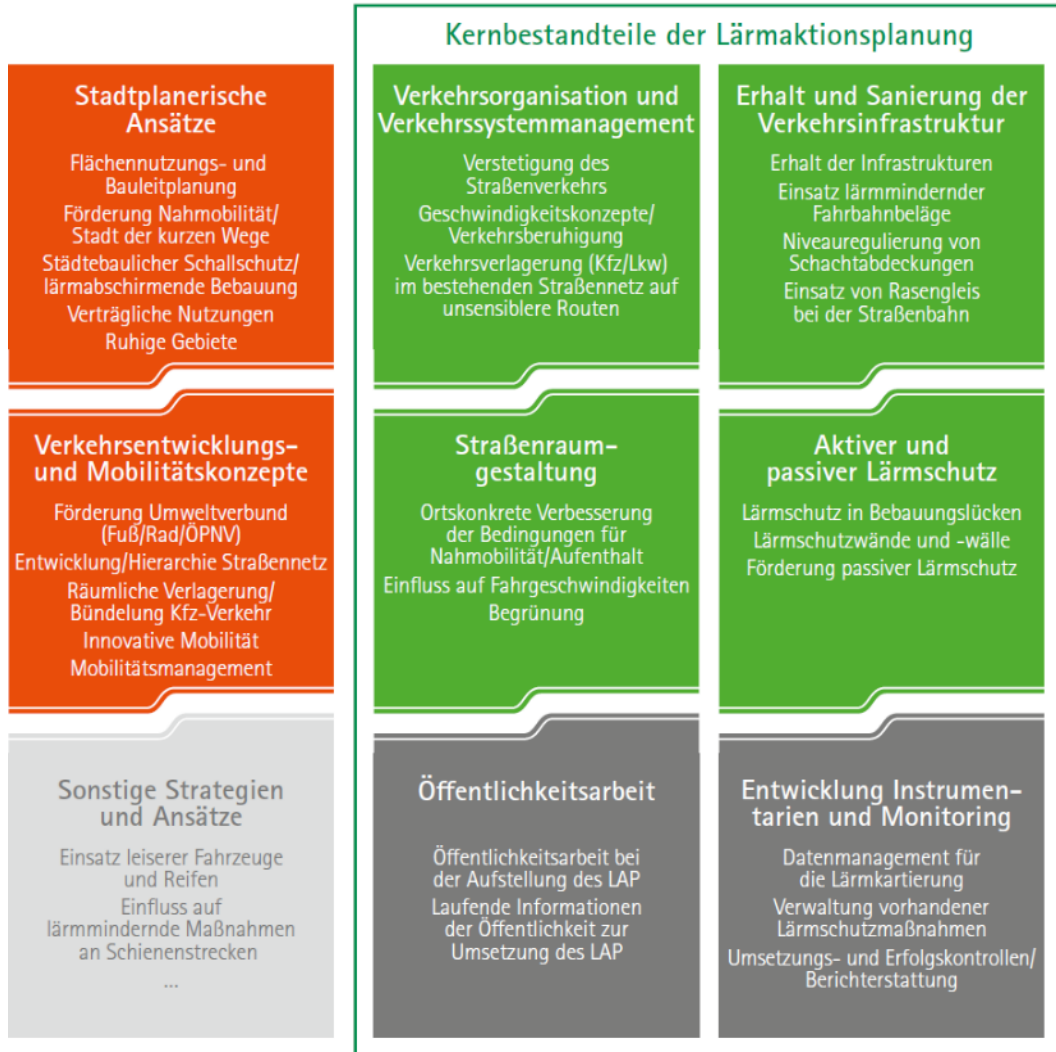 Kernbestandteile der Lärmaktionsplanung
Stadtplanerische
Ansätze
Flächennutzungs- und
Bauleitplanung
Förderung Nahmobilität/
Stadt der kurzen Wege
Städtebaulicher Schallschutz/
lärmabschirmende Bebauung
Verträgliche Nutzungen
Ruhige Gebiete
Verkehrsorganisation und
Verkehrssystemmanagement
Verstetigung des
Straßenverkehrs
Geschwindigkeitskonzepte/
Verkehrsberuhigung
Verkehrsverlagerung (Kfz/Lkw)
im bestehenden Straßennetz auf
unsensiblere Routen
Erhalt und Sanierung der
Verkehrsinfrastruktur
Erhalt der Infrastrukturen
Einsatz lärmmindernder
Fahrbahnbeläge
Niveauregulierung von
Schachtabdeckungen
Einsatz von Rasengleis
bei der Straßenbahn
Verkehrsentwicklungs-
und Mobilitätskonzepte
Förderung Umweltverbund
(Fuß/Rad/ÖPNV)
Entwicklung/Hierarchie Straßennetz
Räumliche Verlagerung/
Bündelung Kfz-Verkehr
Innovative Mobilität
Mobilitätsmanagement
Straßenraum-
gestaltung
Ortskonkrete Verbesserung
der Bedingungen für
Nahmobilität/Aufenthalt
Einfluss auf Fahrgeschwindigkeiten
Begrünung
Aktiver und
passiver Lärmschutz
Lärmschutz in Bebauungslücken
Lärmschutzwände und -wälle
Förderung passiver Lärmschutz
Sonstige Strategien
und Ansätze
Einsatz leiserer Fahrzeuge
und Reifen
Einfluss auf
lärmmindernde Maßnahmen
an Schienenstrecken
...
Öffentlichkeitsarbeit
Öffentlichkeitsarbeit bei
der Aufstellung des LAP
Laufende Informationen
der Öffentlichkeit zur
Umsetzung des LAP
Entwicklung Instrumen-
tarien und Monitoring
Datenmanagement für
die Lärmkartierung
Verwaltung vorhandener
Lärmschutzmaßnahmen
Umsetzungs- und Erfolgskontrollen/
Berichterstattung